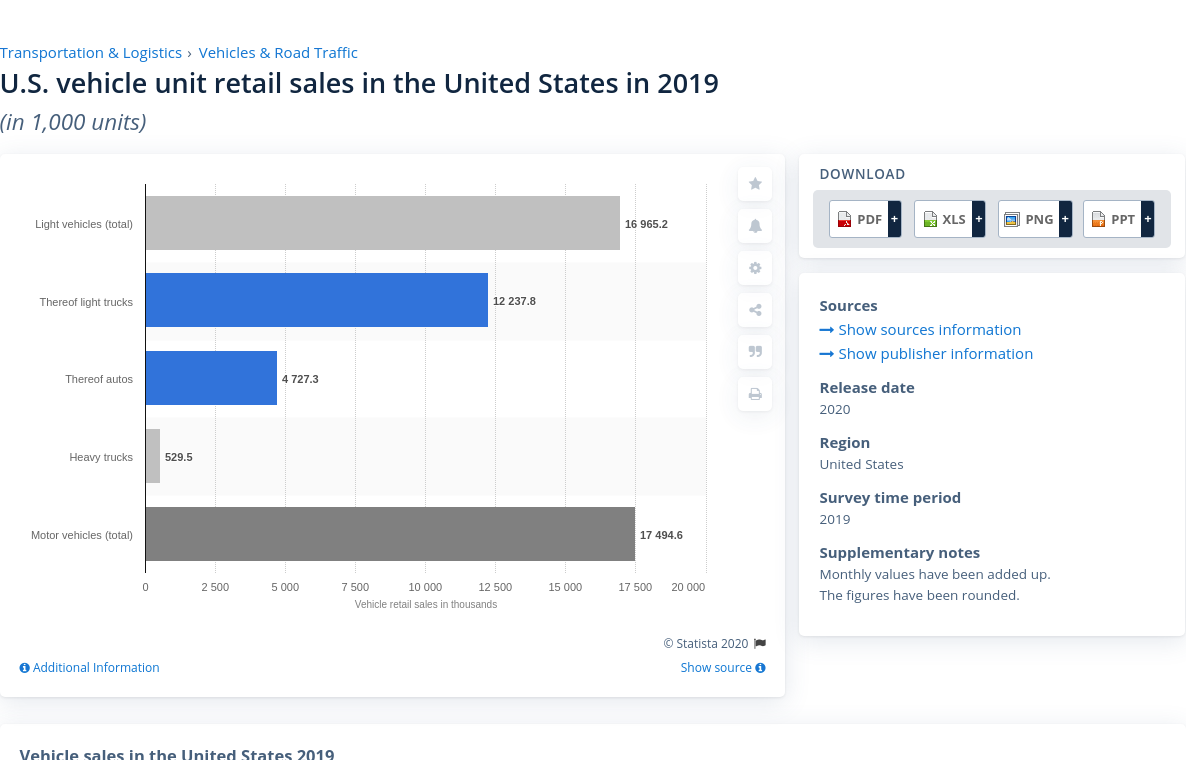 Transportation & Logistics › Vehicles & Road Traffic
U.S. vehicle unit retail sales in the United States in 2019
(in 1,000 units)
Light vehicles (total)
16 965.2
Thereof light trucks
12 237.8
Thereof autos
4 727.3
Heavy trucks
529.5
Motor vehicles (total)
17 494.6
0 2 500 5 000 7 500 10 000 12 500 15 000 17 500 20 000
Vehicle retail sales in thousands
© Statista 2020
Additional Information
Show source
DOWNLOAD
PDF + XLS + PNG + PPT +
Sources
Show sources information
Show publisher information
Release date
2020
Region
United States
Survey time period
2019
Supplementary notes
Monthly values have been added up.
The figures have been rounded.
Vehicle sales in the United States 2019